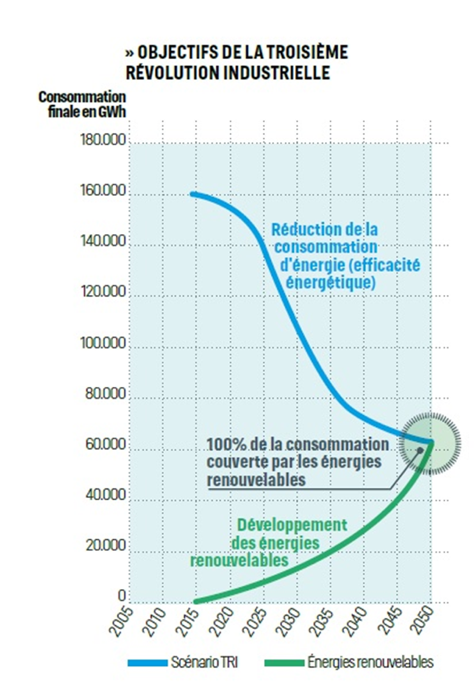 » OBJECTIFS DE LA TROISIÈME
RÉVOLUTION INDUSTRIELLE
Consommation
finale en GWh
180.000
160.000
140.000
120.000
100.000
80.000
60.000
40.000
20.000
0
Réduction de la
consommation
d'énergie (efficacité
énergétique)
100% de la consommation
couverte par les énergies
renouvelables
Développement
des énergies
renouvelables
2005
2010
2015
2020
2025
2030
2035
2040
2045
2050
Scénario TRI
Énergies renouvelables